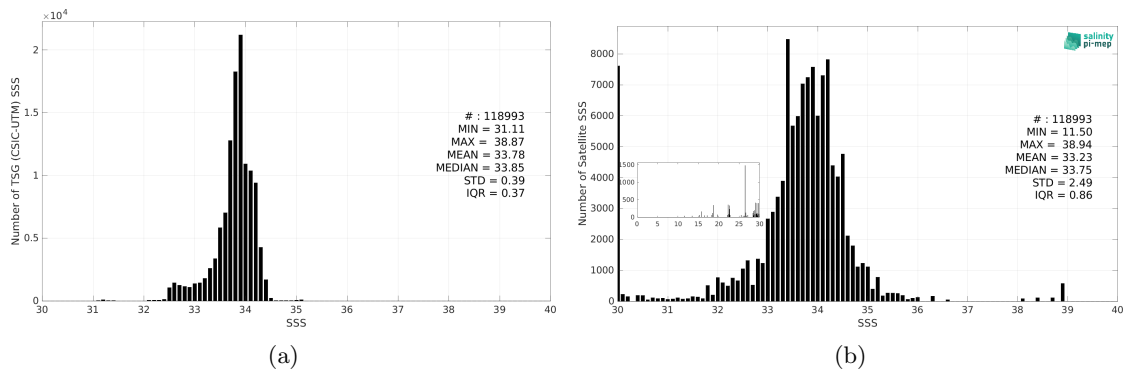 ×10⁴
2
1.5
1
0.5
0
Number of TSG (CSIC-UTM) SSS
# : 118993
MIN = 31.11
MAX = 38.87
MEAN = 33.78
MEDIAN = 33.85
STD = 0.39
IQR = 0.37
30 31 32 33 34 35 36 37 38 39 40
SSS
(a)
salinity
pi-mep
8000
7000
6000
5000
4000
3000
2000
1000
0
Number of Satellite SSS
# : 118993
MIN = 11.50
MAX = 38.94
MEAN = 33.23
MEDIAN = 33.75
STD = 2.49
IQR = 0.86
1500
1000
500
0
0 5 10 15 20 25 30
30 31 32 33 34 35 36 37 38 39 40
SSS
(b)